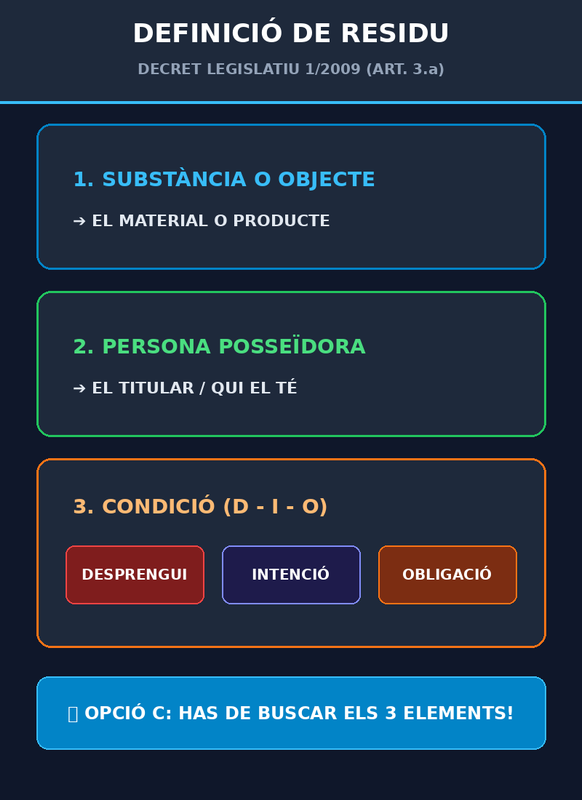 DEFINICIÓ DE RESIDU
DECRET LEGISLATIU 1/2009 (ART. 3.a)
1. SUBSTÀNCIA O OBJECTE
➔ EL MATERIAL O PRODUCTE
2. PERSONA POSSEÏDORA
➔ EL TITULAR / QUI EL TÉ
3. CONDICIÓ (D - I - O)
DESPRENGUI INTENCIÓ OBLIGACIÓ
OPCIÓ C: HAS DE BUSCAR ELS 3 ELEMENTS!